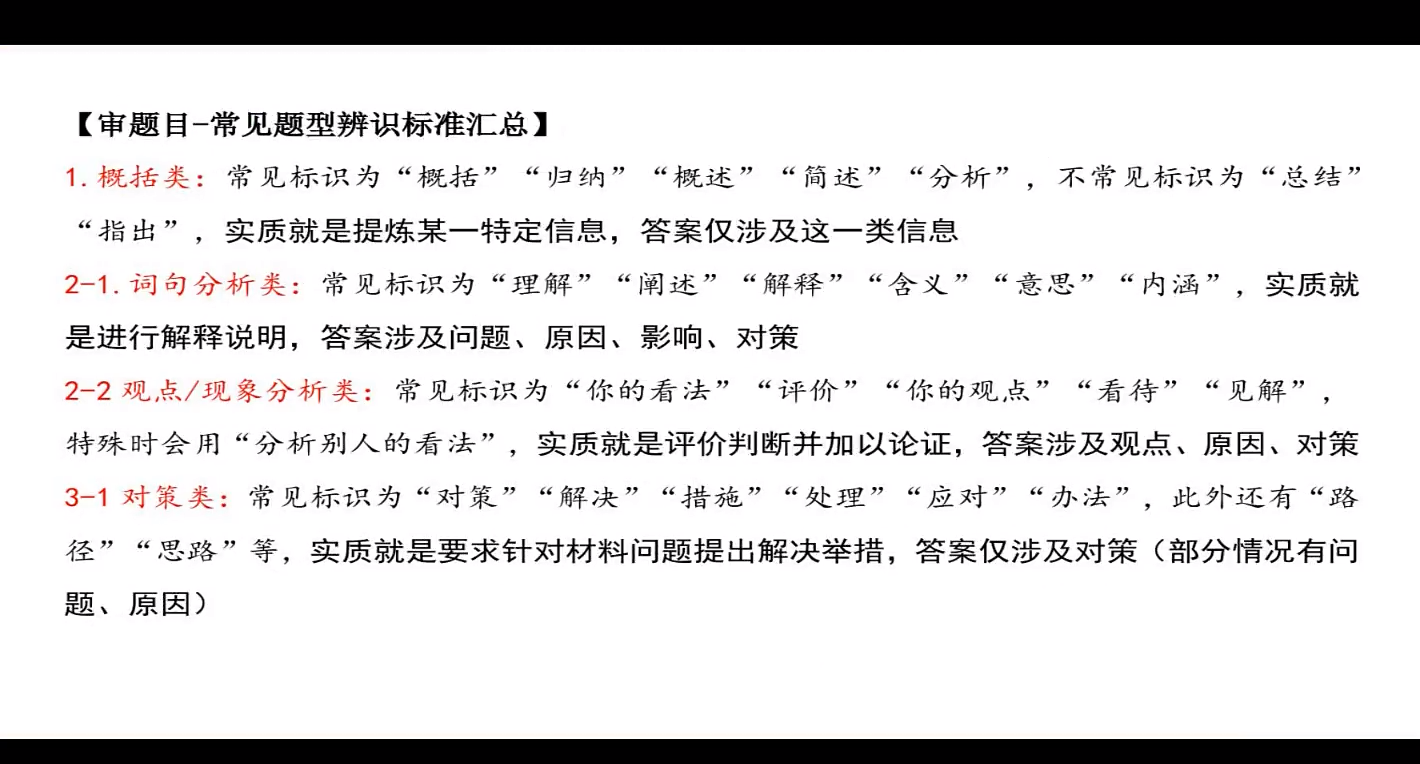 【审题目-常见题型辨识标准汇总】
1.概括类：常见标识为“概括”“归纳”“概述”“简述”“分析”，不常见标识为“总结”
“指出”，实质就是提炼某一特定信息，答案仅涉及这一类信息
2-1.词句分析类：常见标识为“理解”“阐述”“解释”“含义”“意思”“内涵”，实质就
是进行解释说明，答案涉及问题、原因、影响、对策
2-2 观点/现象分析类：常见标识为“你的看法”“评价”“你的观点”“看待”“见解”，
特殊时会用“分析别人的看法”，实质就是评价判断并加以论证，答案涉及观点、原因、对策
3-1 对策类：常见标识为“对策”“解决”“措施”“处理”“应对”“办法”，此外还有“路
径”“思路”等，实质就是要求针对材料问题提出解决举措，答案仅涉及对策（部分情况有问
题、原因）